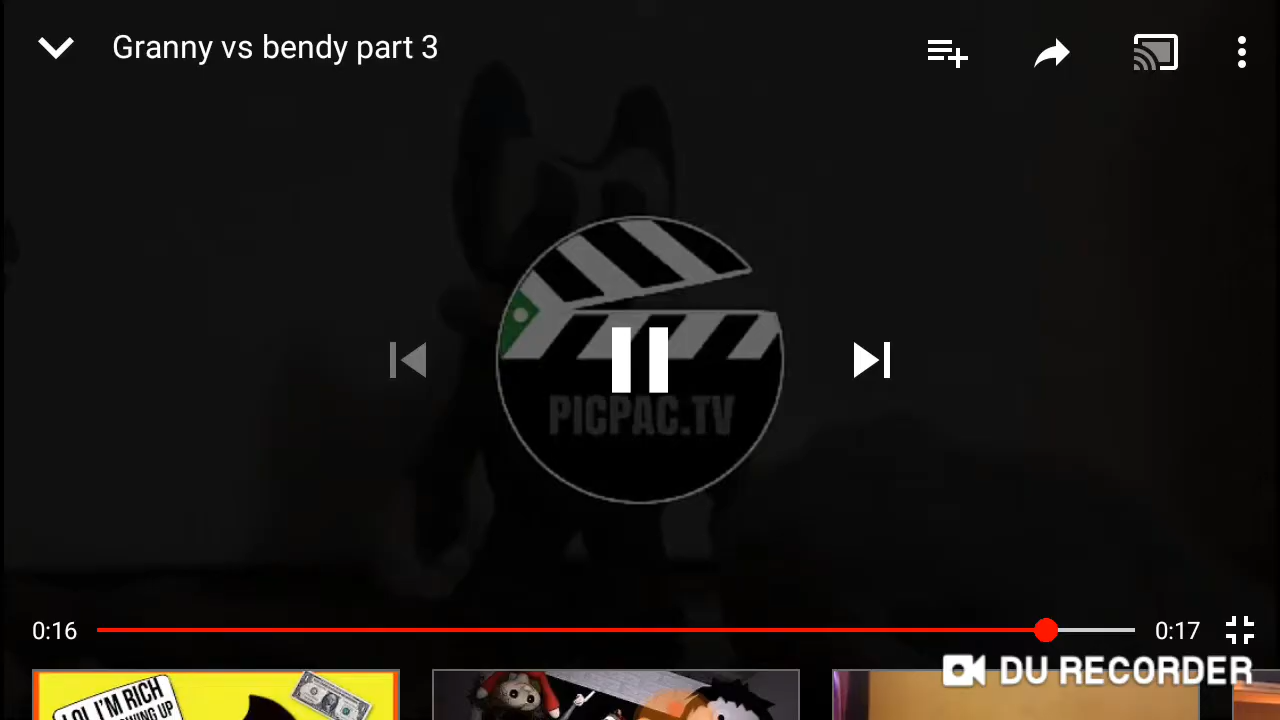 Granny vs bendy part 3
PICPAC.TV
0:16
0:17
DU RECORDER
LOL I'M RICH